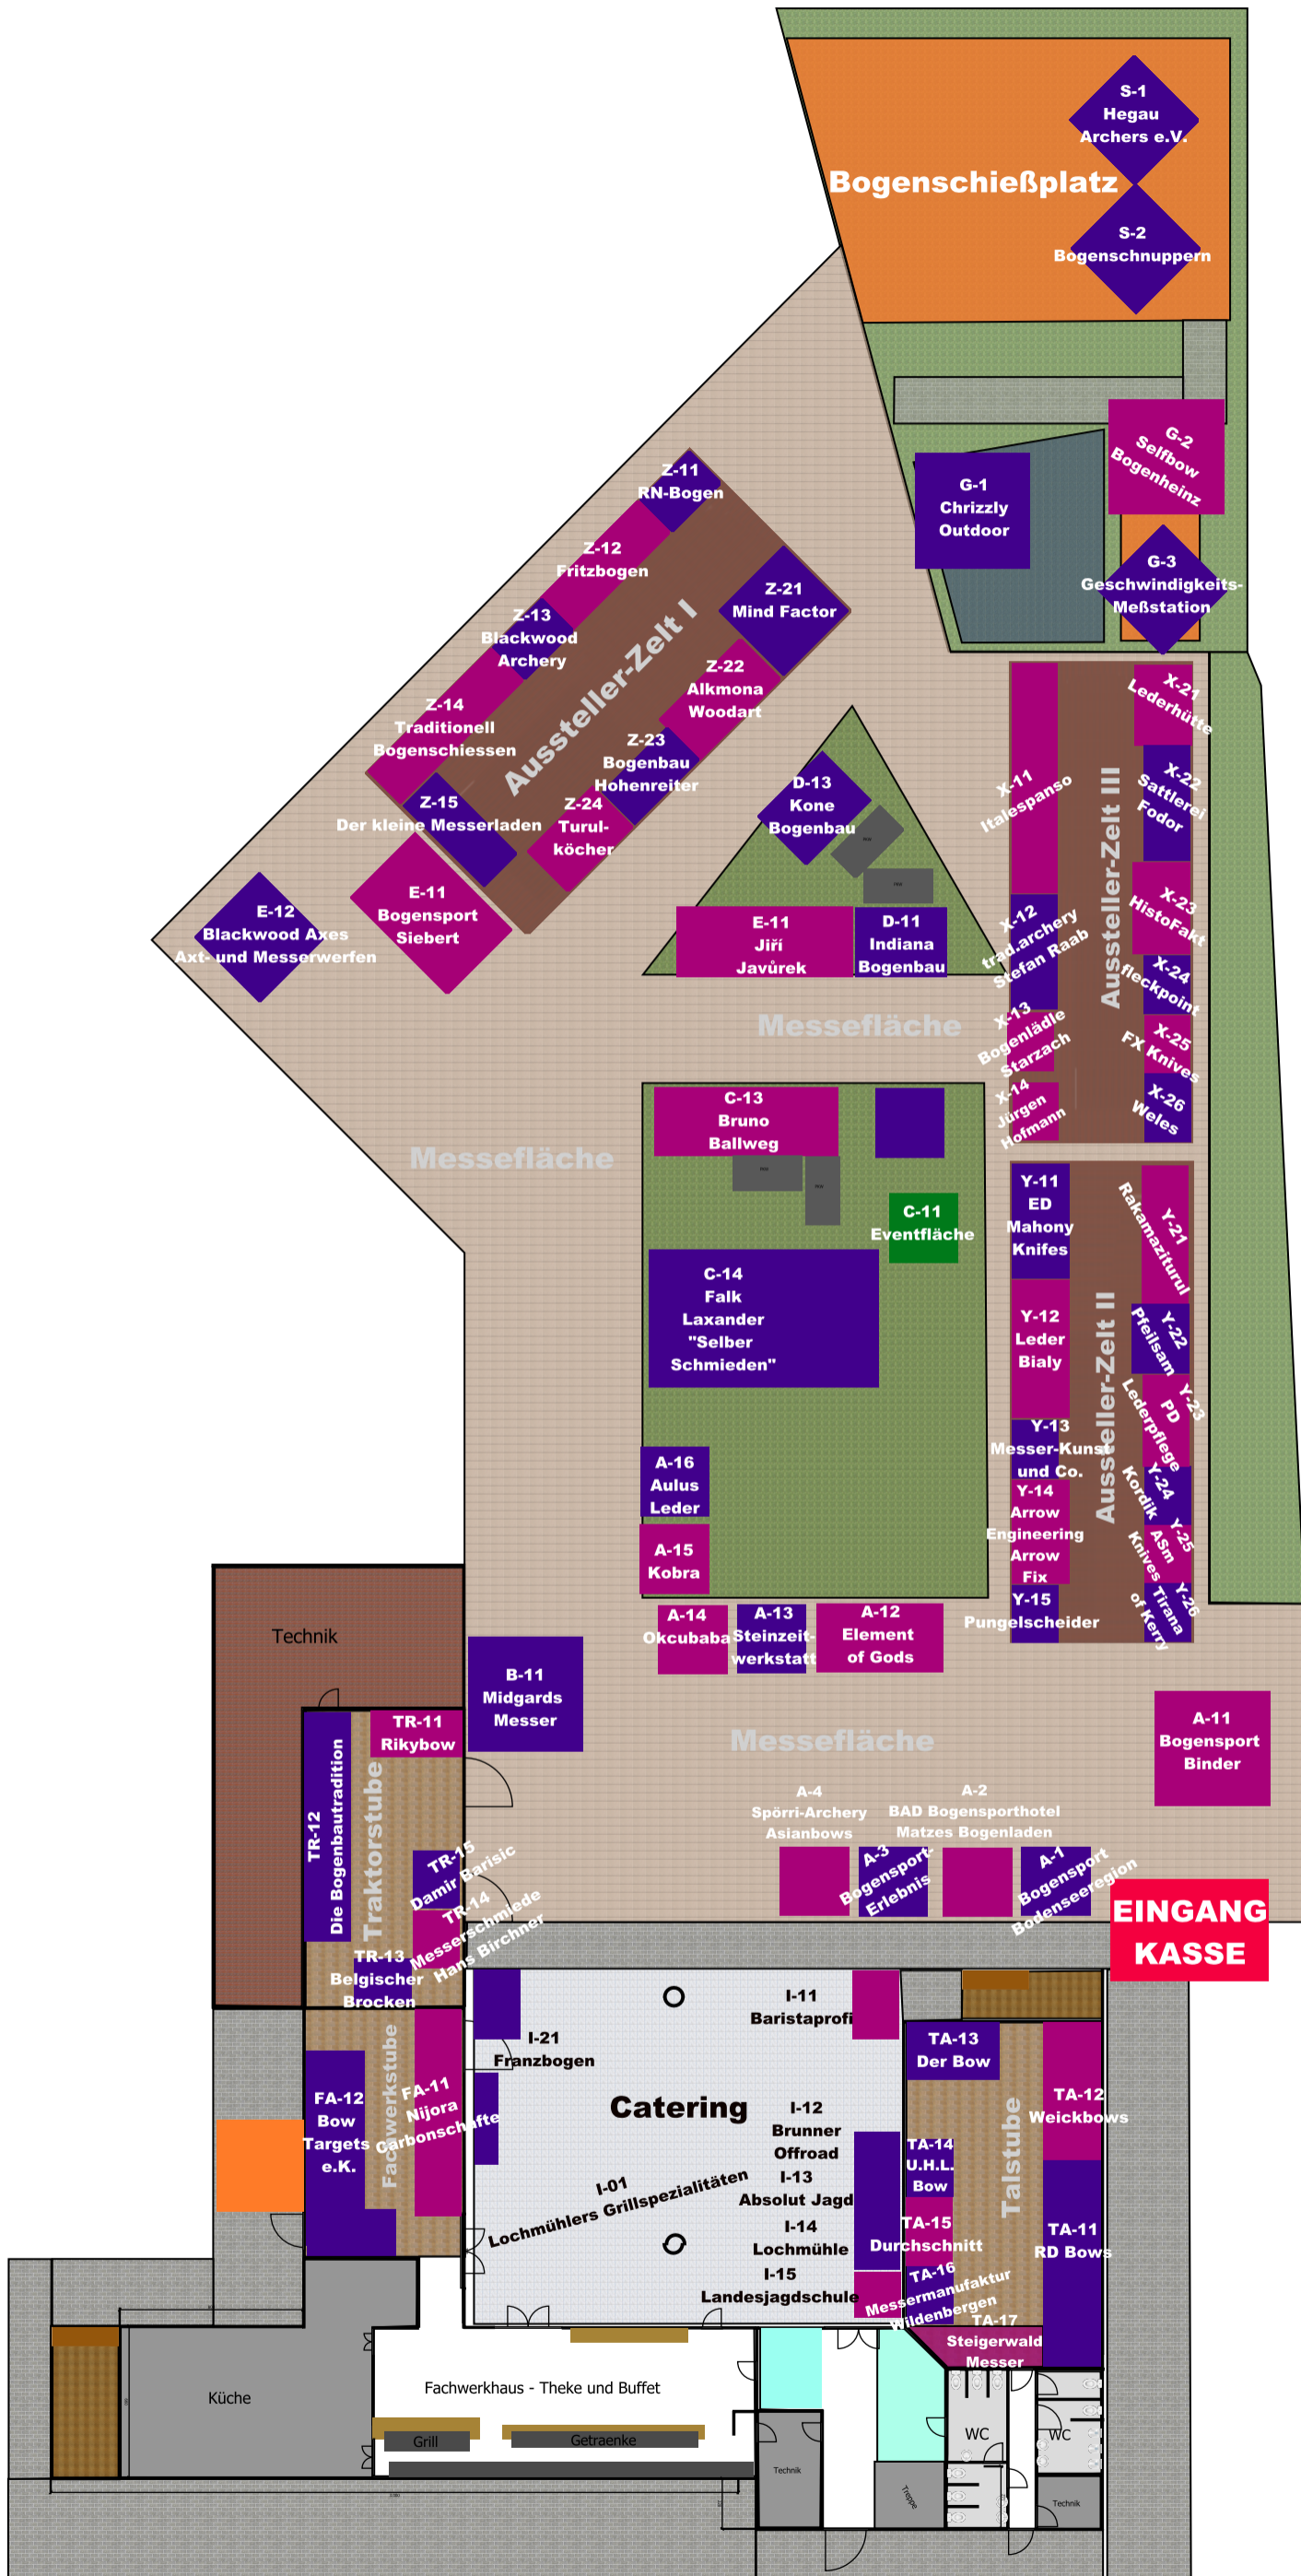 S-1
Hegau
Archers e.V.
Bogenschießplatz
S-2
Bogenschnuppern
G-2
Selfbow
Bogenheinz
G-1
Chrizzly
Outdoor
G-3
Geschwindigkeits-
Meßstation
Z-11
RN-Bogen
Z-12
Fritzbogen
Z-13
Blackwood
Archery
Z-14
Traditionell
Bogenschiessen
Z-15
Der kleine Messerladen
Aussteller-Zelt I
Z-21
Mind Factor
Z-22
Alkmona
Woodart
Z-23
Bogenbau
Hohenreiter
Z-24
Turul-
köcher
E-11
Bogensport
Siebert
E-12
Blackwood Axes
Axt- und Messerwerfen
D-13
Kone
Bogenbau
E-11
Jiří
Javůrek
D-11
Indiana
Bogenbau
Messefläche
X-11
Italespanso
X-12
trad.archery
Stefan Raab
X-13
Bogenlädle
Starzach
X-14
Jürgen
Hofmann
Aussteller-Zelt III
X-21
Lederhütte
X-22
Sattlerei
Fodor
X-23
HistoFakt
X-24
fleckpoint
X-25
FX Knives
X-26
Weles
Messefläche
C-13
Bruno
Ballweg
C-11
Eventfläche
C-14
Falk
Laxander
"Selber
Schmieden"
Y-11
ED
Mahony
Knifes
Y-12
Leder
Bialy
Y-13
Messer-Kunst
und Co.
Y-14
Arrow
Engineering
Arrow
Fix
Y-15
Pungelscheider
Aussteller-Zelt II
Y-21
Rakamaziturul
Y-22
Pfeilsam
Y-23
PD
Lederpflege
Y-24
Kordik
Y-25
ASm
Knives
Y-26
Tirana
of Kerry
A-16
Aulus
Leder
A-15
Kobra
A-14
Okcubaba
A-13
Steinzeit-
werkstatt
A-12
Element
of Gods
Technik
B-11
Midgards
Messer
Messefläche
A-11
Bogensport
Binder
A-4
Spörri-Archery
Asianbows
A-2
BAD Bogensporthotel
Matzes Bogenladen
A-3
Bogensport-
Erlebnis
A-1
Bogensport
Bodenseeregion
EINGANG
KASSE
TR-11
Rikybow
TR-12
Die Bogenbautradition
Traktorstube
TR-15
Damir Barisic
TR-14
Messerschmiede
Hans Birchner
TR-13
Belgischer
Brocken
FA-12
Bow
Targets
e.K.
Fachwerkstube
FA-11
Nijora
Carbonschafte
I-21
Franzbogen
I-11
Baristaprofi
Catering
I-12
Brunner
Offroad
I-13
Absolut Jagd
I-01
Lochmühlers Grillspezialitäten
I-14
Lochmühle
I-15
Landesjagdschule
TA-13
Der Bow
TA-12
Weickbows
Talstube
TA-14
U.H.L.
Bow
TA-15
Durchschnitt
TA-11
RD Bows
TA-16
Messermanufaktur
Wildenbergen
TA-17
Steigerwald
Messer
Küche
Fachwerkhaus - Theke und Buffet
Grill
Getraenke
Technik
Treppe
WC
WC
Technik